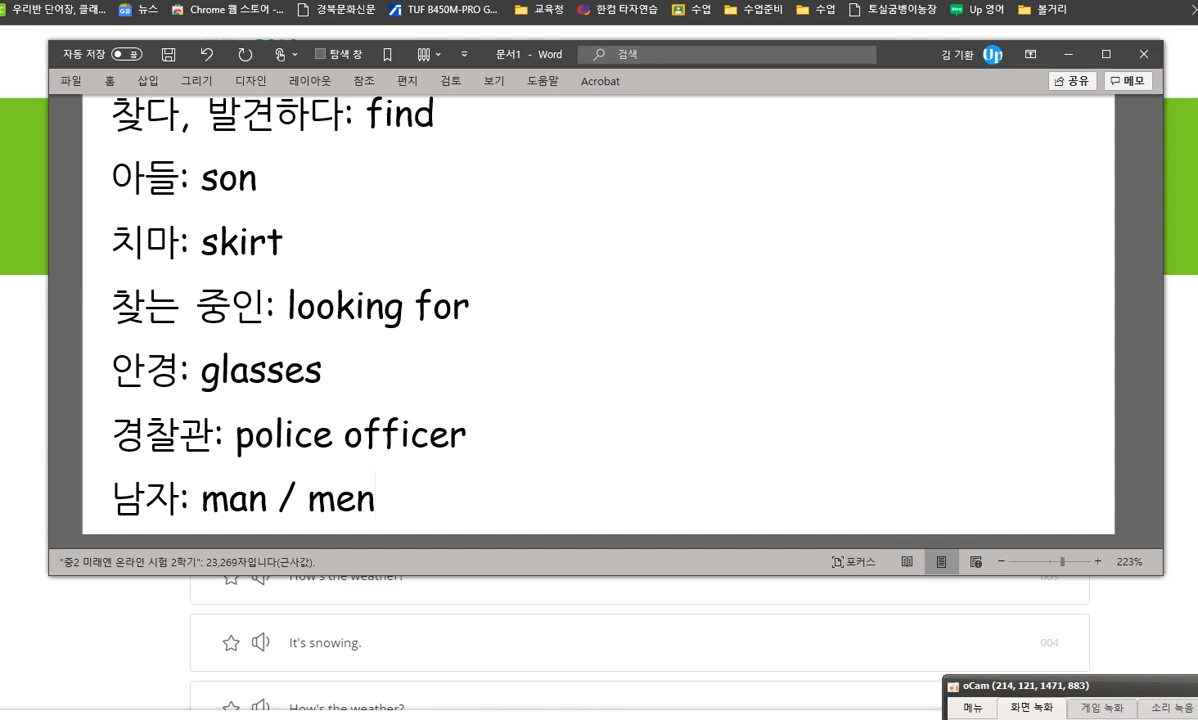 우리반 단어장, 클래... 뉴스 Chrome 웹 스토어 -... 경북문화신문 TUF B450M-PRO G... 교육청 한컴 타자연습 수업 수업준비 수업 토실굼벵이농장 Up 영어 볼거리
자동 저장 끔 탐색 창 문서1 - Word 검색 김 기환 Up
파일 홈 삽입 그리기 디자인 레이아웃 참조 편지 검토 보기 도움말 Acrobat 공유 메모
찾다, 발견하다: find
아들: son
치마: skirt
찾는 중인: looking for
안경: glasses
경찰관: police officer
남자: man / men
"중2 미래엔 온라인 시험 2학기": 23,269자입니다(근사값). 포커스 223%
How's the weather? 003
It's snowing. 004
How's the weather?
oCam (214, 121, 1471, 883)
메뉴 화면 녹화 게임 녹화 소리 녹음